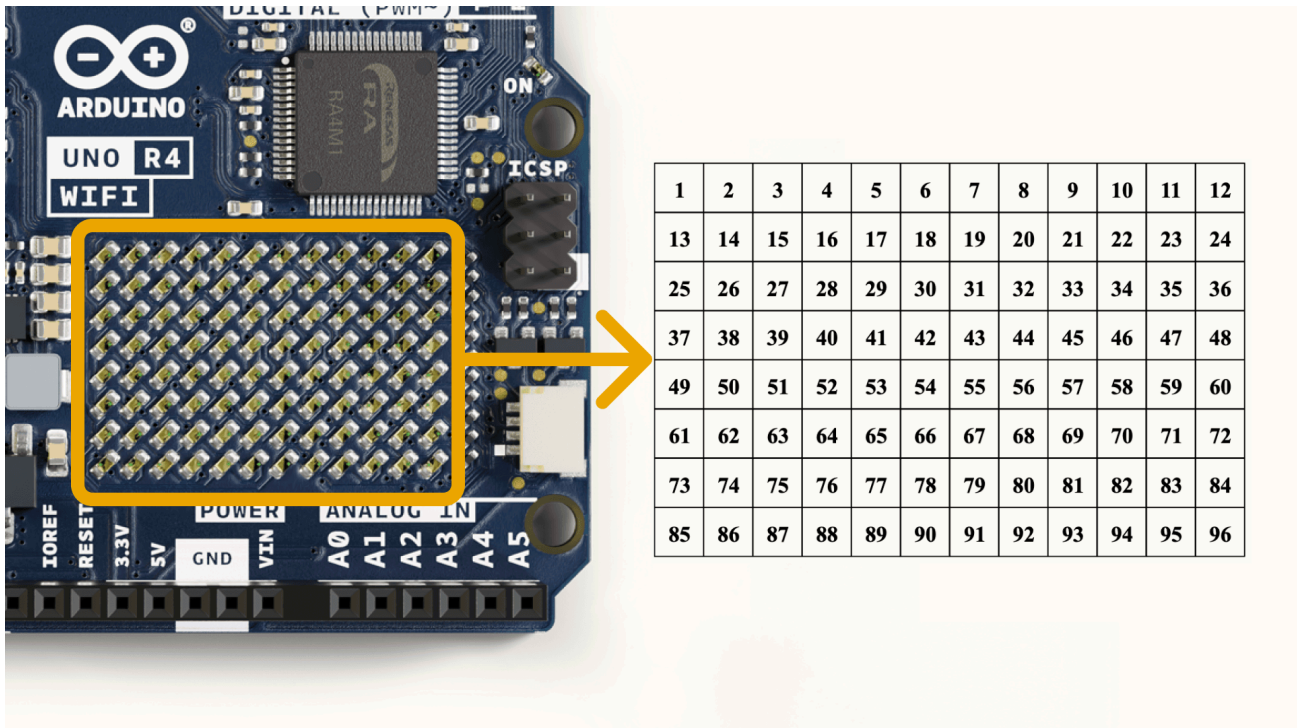 DIGITAL (PWM~)
®
ARDUINO
RENESAS
RA
RA4M1
ON
UNO R4
WIFI
ICSP
POWER
ANALOG IN
IOREF
RESET
3.3V
5V
GND
VIN
A0
A1
A2
A3
A4
A5
1 2 3 4 5 6 7 8 9 10 11 12
13 14 15 16 17 18 19 20 21 22 23 24
25 26 27 28 29 30 31 32 33 34 35 36
37 38 39 40 41 42 43 44 45 46 47 48
49 50 51 52 53 54 55 56 57 58 59 60
61 62 63 64 65 66 67 68 69 70 71 72
73 74 75 76 77 78 79 80 81 82 83 84
85 86 87 88 89 90 91 92 93 94 95 96